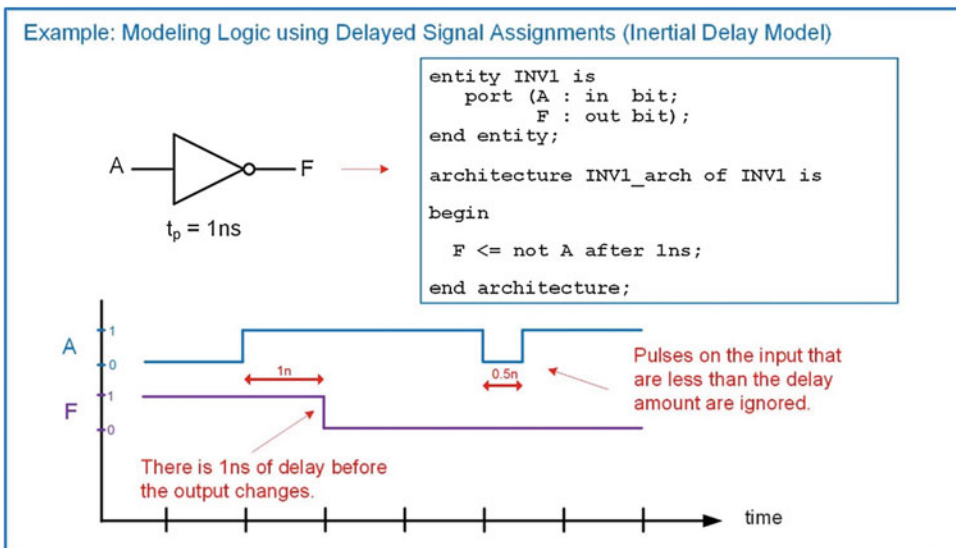 Example: Modeling Logic using Delayed Signal Assignments (Inertial Delay Model)
entity INV1 is
port (A : in bit;
F : out bit);
end entity;
architecture INV1_arch of INV1 is
begin
F <= not A after 1ns;
end architecture;
A
F
tp = 1ns
A
1
0
1n
0.5n
Pulses on the input that
are less than the delay
amount are ignored.
F
1
0
There is 1ns of delay before
the output changes.
time